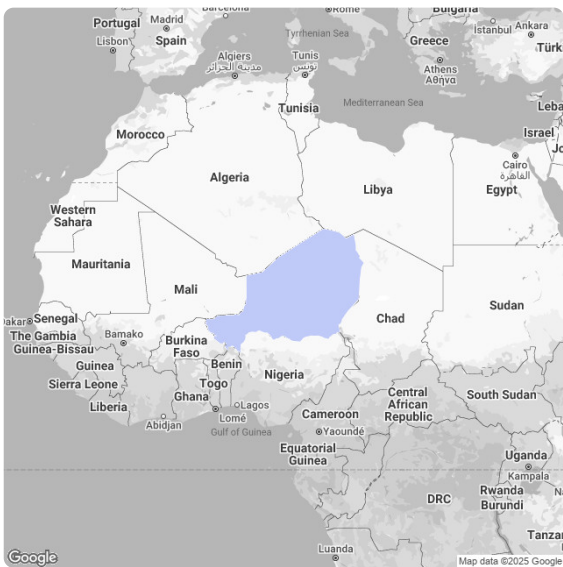 Barcelona
Rome
Bulgaria
Portugal
Madrid
Spain
Lisbon
Tyrrhenian Sea
Istanbul
Ankara
Greece
Türk
Algiers
مدينة الجزائر
Tunis
تونس
Athens
Αθήνα
Tunisia
Mediterranean Sea
Leba
Morocco
Israel
Jo
Cairo
القاهرة
Algeria
Libya
Egypt
Western
Sahara
Mauritania
Mali
Chad
Sudan
Dakar
Senegal
The Gambia
Guinea-Bissau
Bamako
Burkina
Faso
Guinea
Benin
Nigeria
Sierra Leone
Togo
Ghana
Liberia
Lagos
Lomé
Abidjan
Gulf of Guinea
Cameroon
Central
African
Republic
South Sudan
Yaoundé
Equatorial
Guinea
Uganda
Kampala
DRC
Rwanda
Burundi
Na
Tanzan
Luanda
Google
Map data ©2025 Google